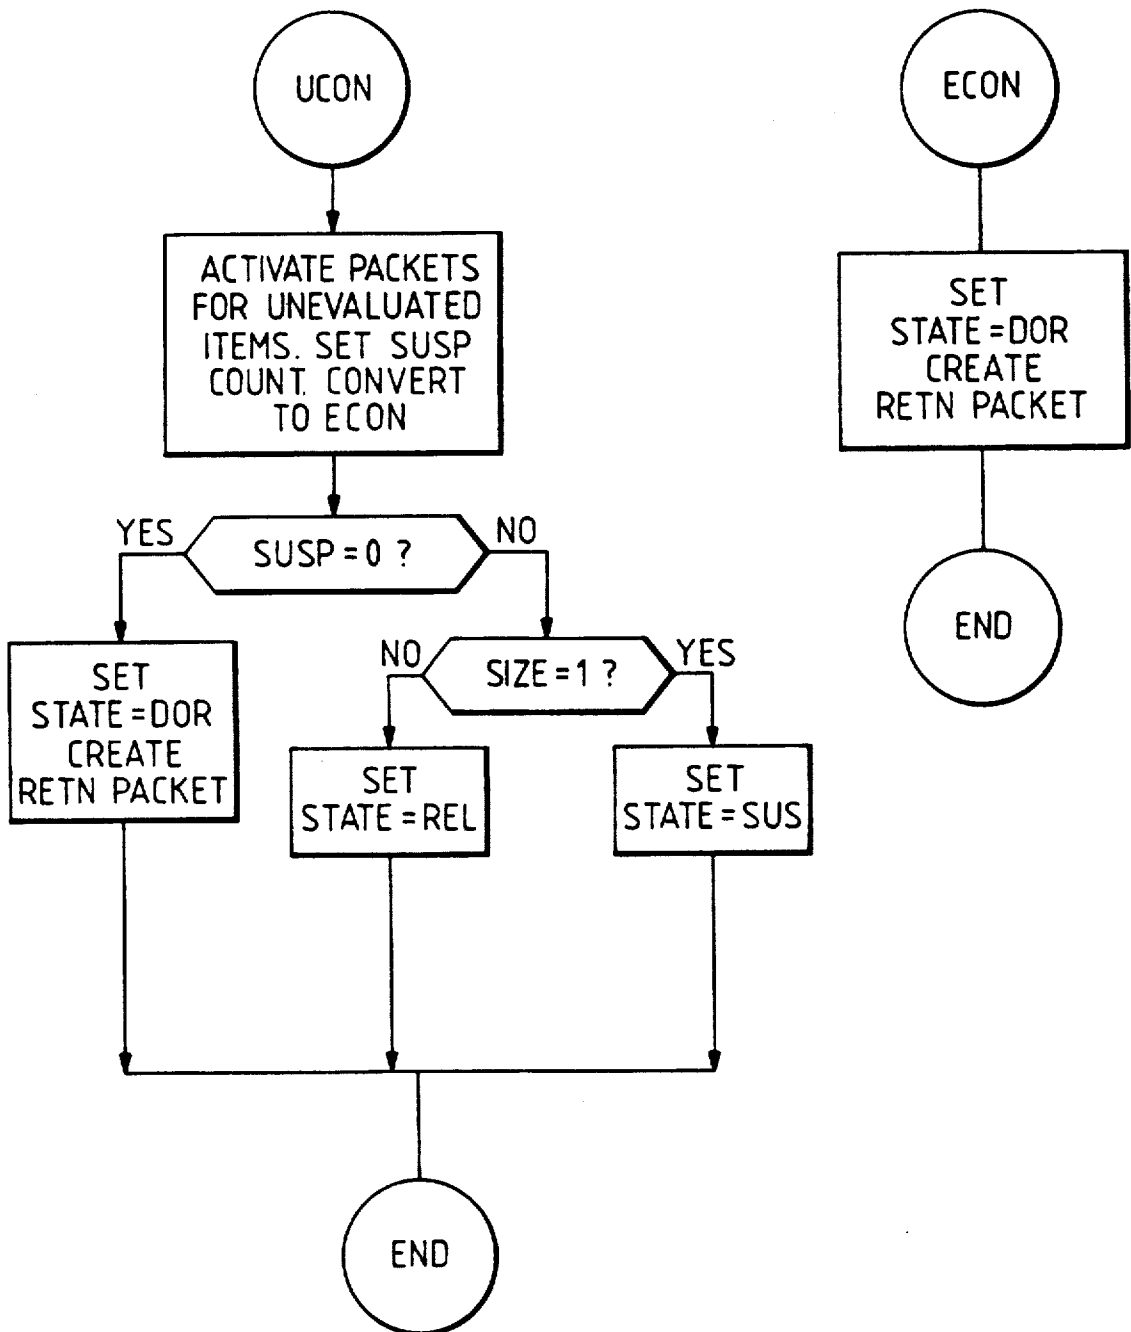 UCON
ACTIVATE PACKETS
FOR UNEVALUATED
ITEMS. SET SUSP
COUNT. CONVERT
TO ECON
YES
SUSP=0 ?
NO
SET
STATE=DOR
CREATE
RETN PACKET
NO
SIZE=1 ?
YES
SET
STATE=REL
SET
STATE=SUS
END
ECON
SET
STATE=DOR
CREATE
RETN PACKET
END